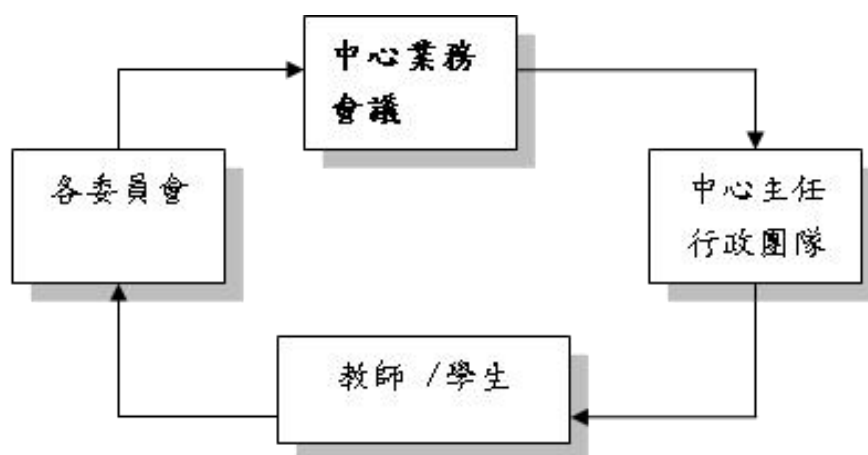 中心業務
會議
各委員會
中心主任
行政團隊
教師 /學生